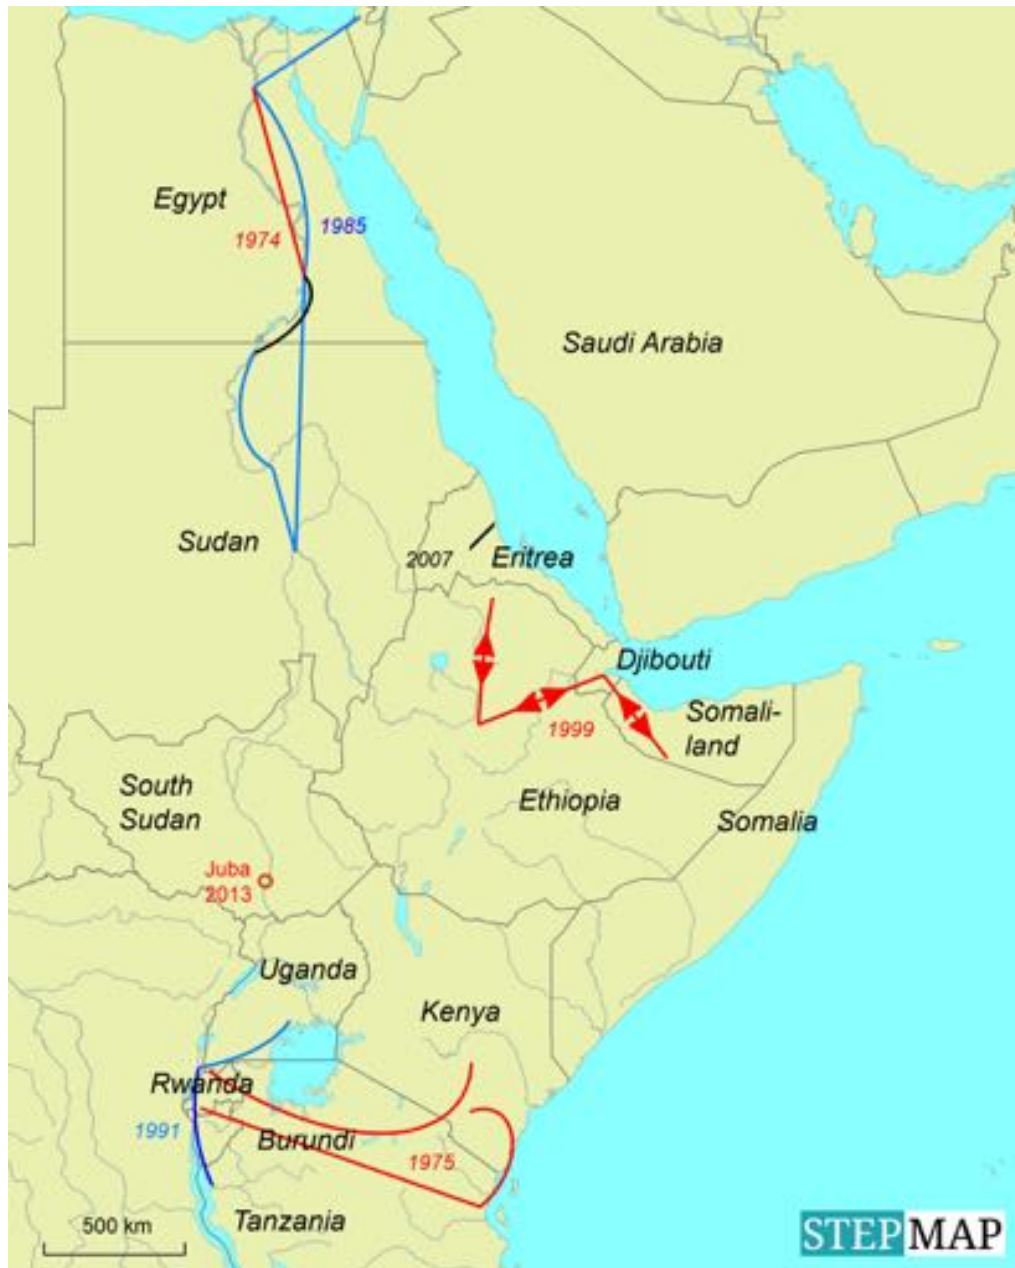 Egypt
1974
1985
Saudi Arabia
Sudan
2007
Eritrea
Djibouti
Somali-
land
1999
South
Sudan
Ethiopia
Somalia
Juba
2013
Uganda
Kenya
Rwanda
1991
Burundi
1975
Tanzania
500 km
STEPMAP